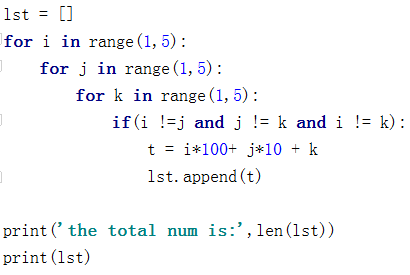 lst = []
for i in range(1,5):
    for j in range(1,5):
        for k in range(1,5):
            if(i !=j and j != k and i != k):
                t = i*100+ j*10 + k
                lst.append(t)

print('the total num is:',len(lst))
print(lst)